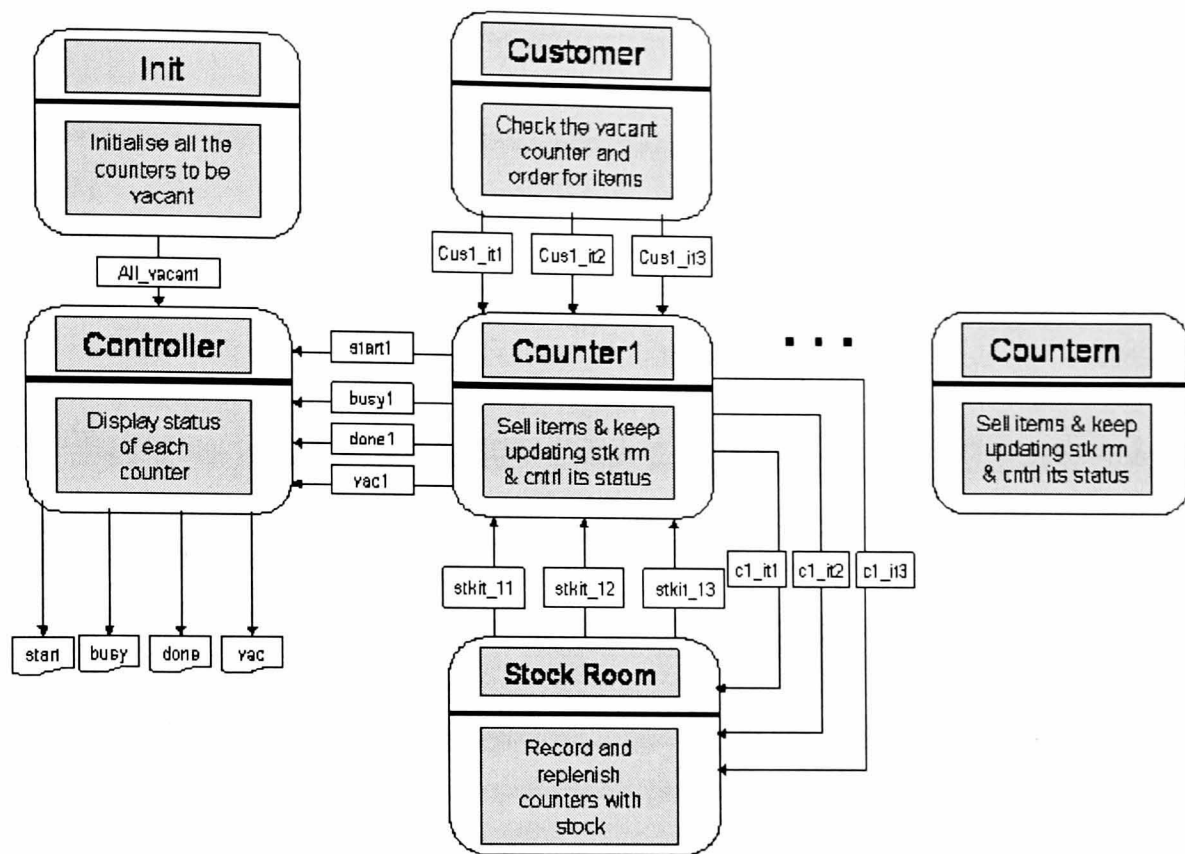 Init
Initialise all the
counters to be
vacant
Customer
Check the vacant
counter and
order for items
All_vacant1
Cus1_it1
Cus1_it2
Cus1_it3
Controller
Display status
of each
counter
start1
busy1
done1
vac1
Counter1
Sell items & keep
updating stk rm
& cntrl its status
. . .
Countern
Sell items & keep
updating stk rm
& cntrl its status
stkit_11
stkit_12
stkit_13
c1_it1
c1_it2
c1_it3
start
busy
done
vac
Stock Room
Record and
replenish
counters with
stock